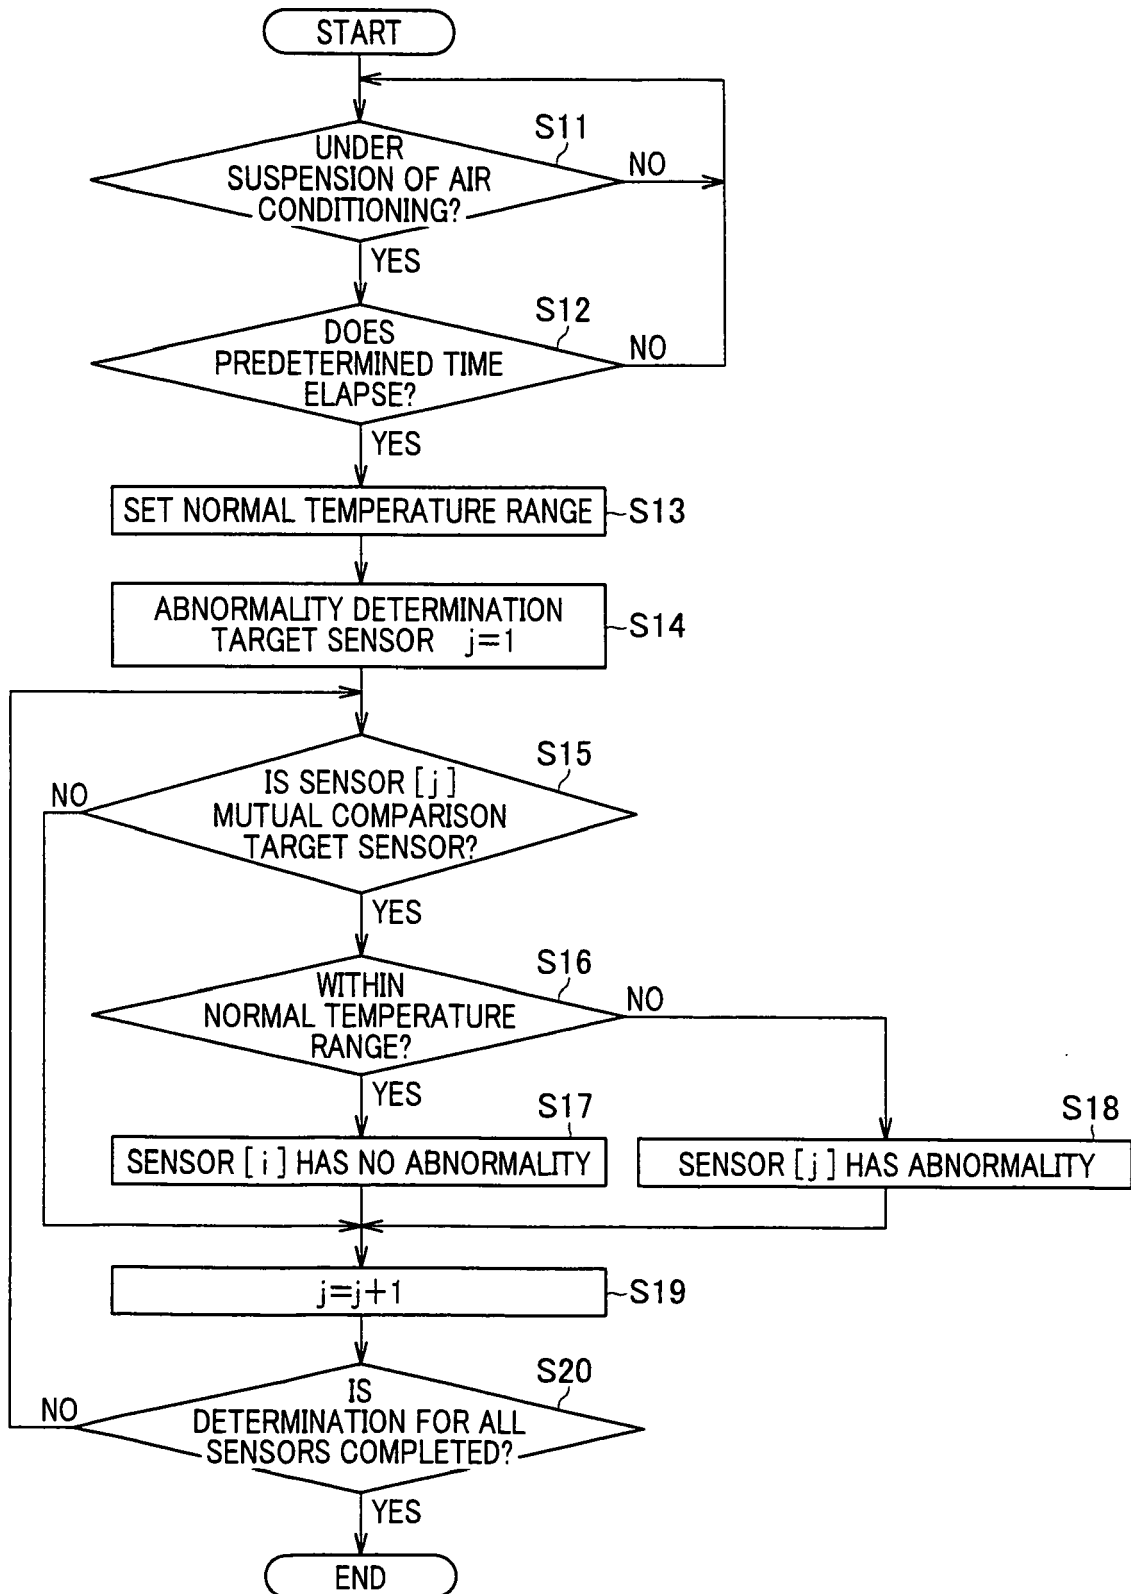 START
S11
UNDER
SUSPENSION OF AIR
CONDITIONING?
NO
YES
S12
DOES
PREDETERMINED TIME
ELAPSE?
NO
YES
SET NORMAL TEMPERATURE RANGE
S13
ABNORMALITY DETERMINATION
TARGET SENSOR j=1
S14
S15
NO
IS SENSOR [j]
MUTUAL COMPARISON
TARGET SENSOR?
YES
S16
WITHIN
NORMAL TEMPERATURE
RANGE?
NO
YES
S17
SENSOR [i] HAS NO ABNORMALITY
S18
SENSOR [j] HAS ABNORMALITY
j=j+1
S19
S20
NO
IS
DETERMINATION FOR ALL
SENSORS COMPLETED?
YES
END